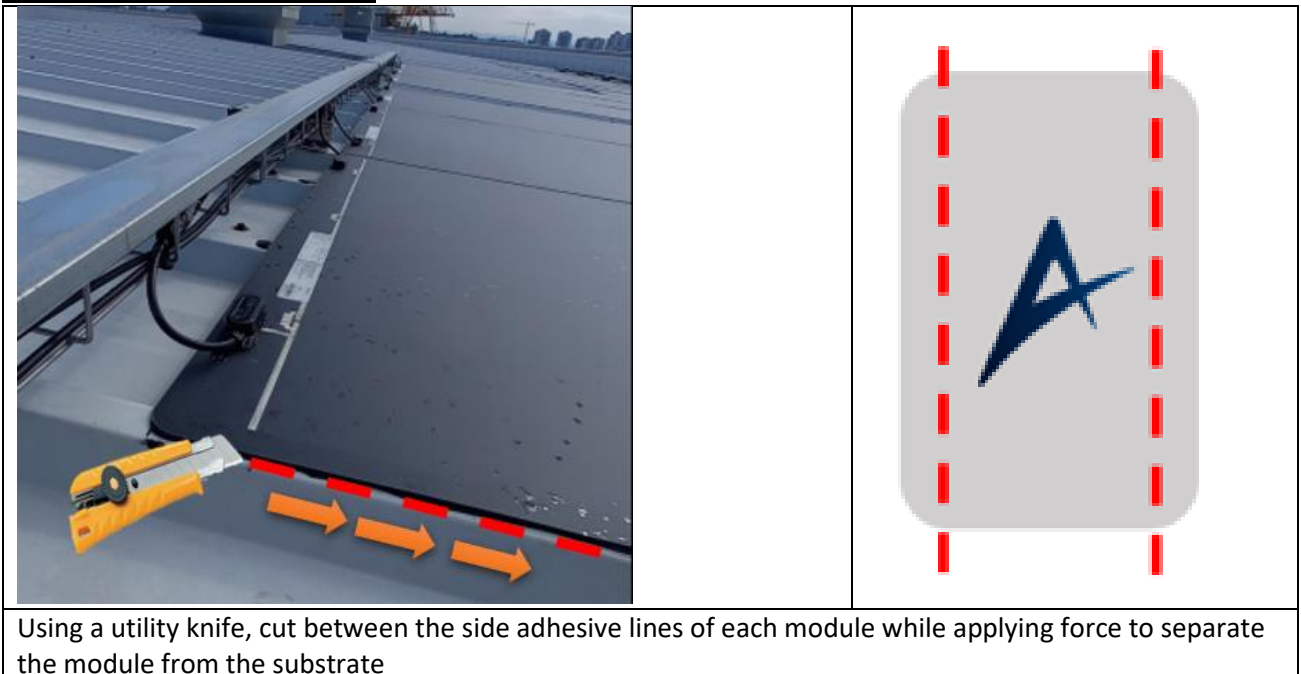 Using a utility knife, cut between the side adhesive lines of each module while applying force to separate
the module from the substrate